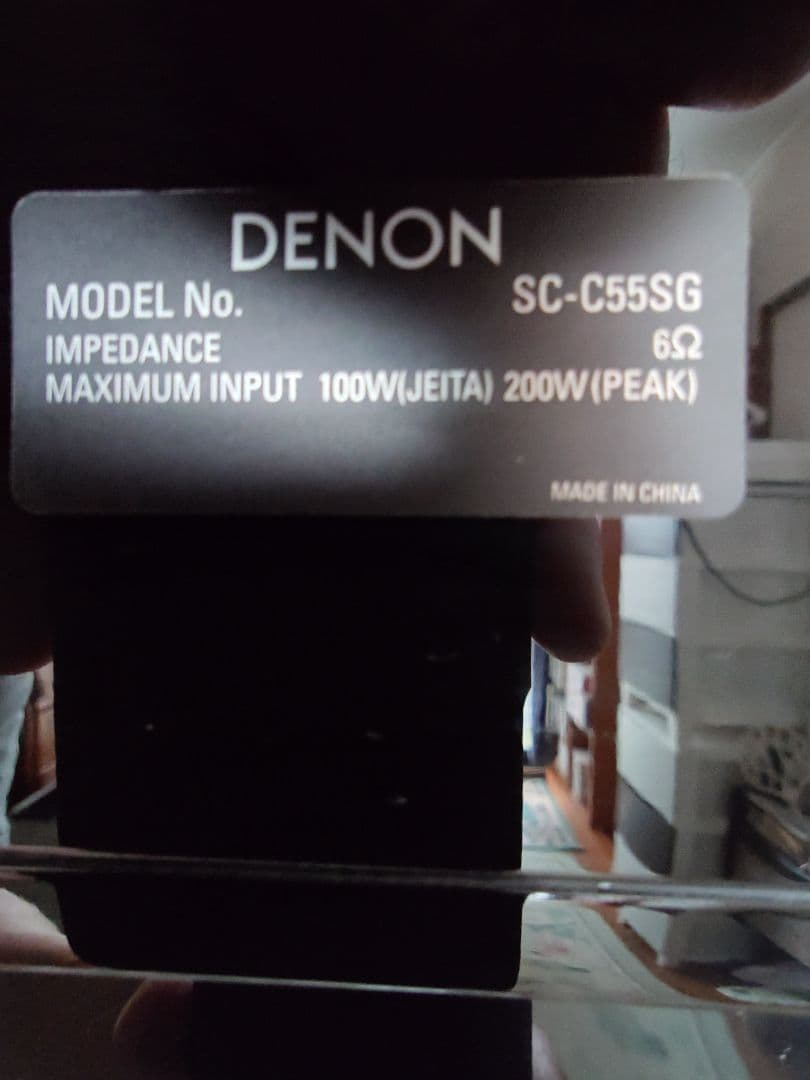 DENON
MODEL No. SC-C55SG
IMPEDANCE 6Ω
MAXIMUM INPUT 100W(JEITA) 200W(PEAK)
MADE IN CHINA